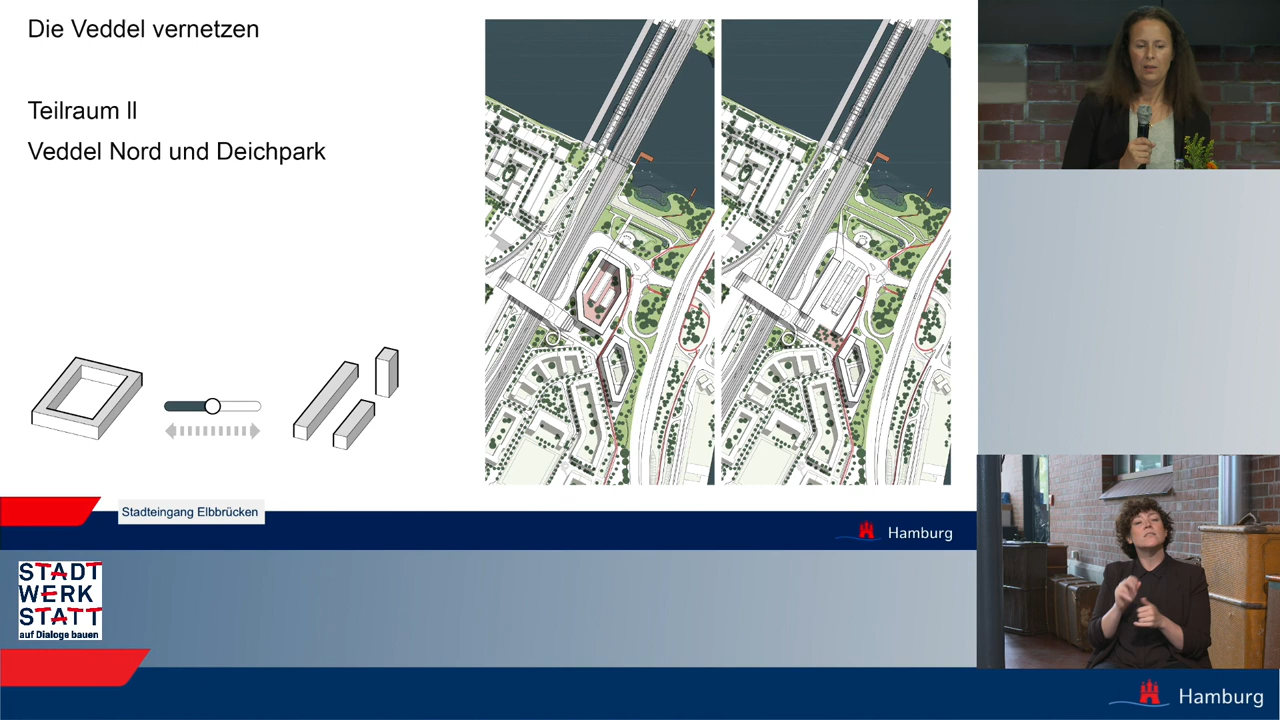 Die Veddel vernetzen
Teilraum II
Veddel Nord und Deichpark
Stadteingang Elbbrücken
Hamburg
STADT
WERK
STATT
auf Dialoge bauen
Hamburg